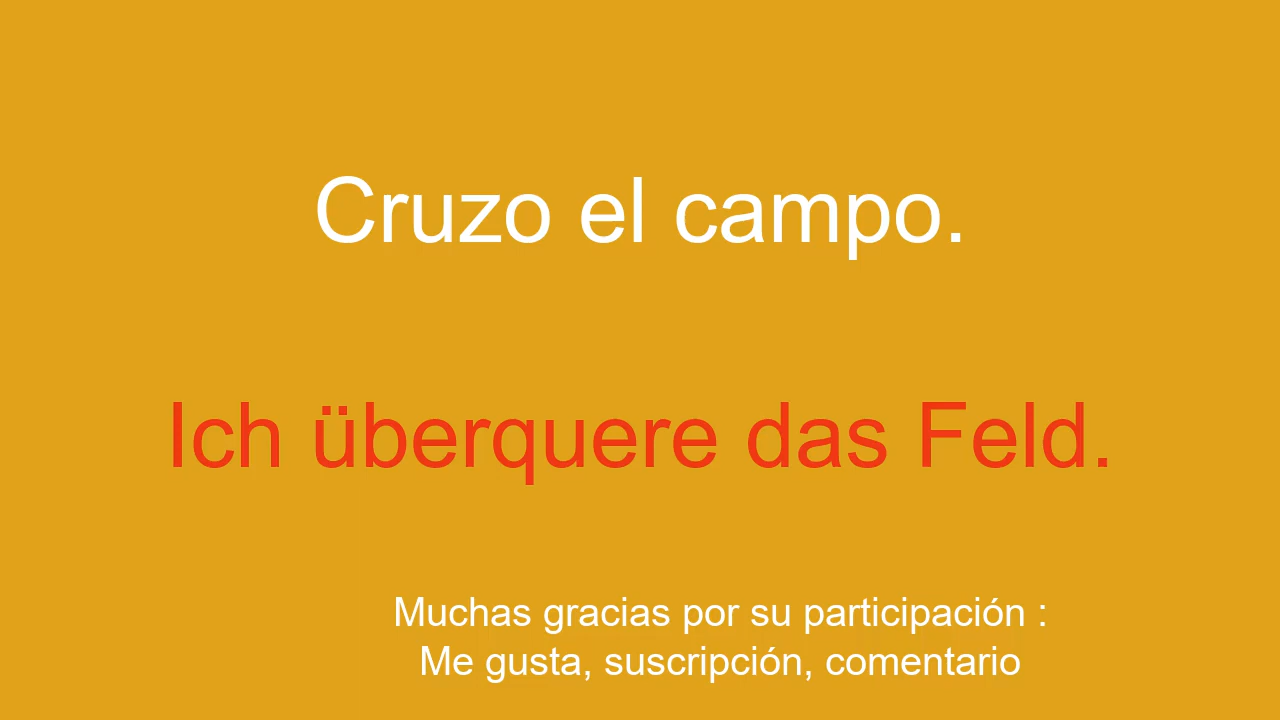 Cruzo el campo.
Ich überquere das Feld.
Muchas gracias por su participación :
Me gusta, suscripción, comentario